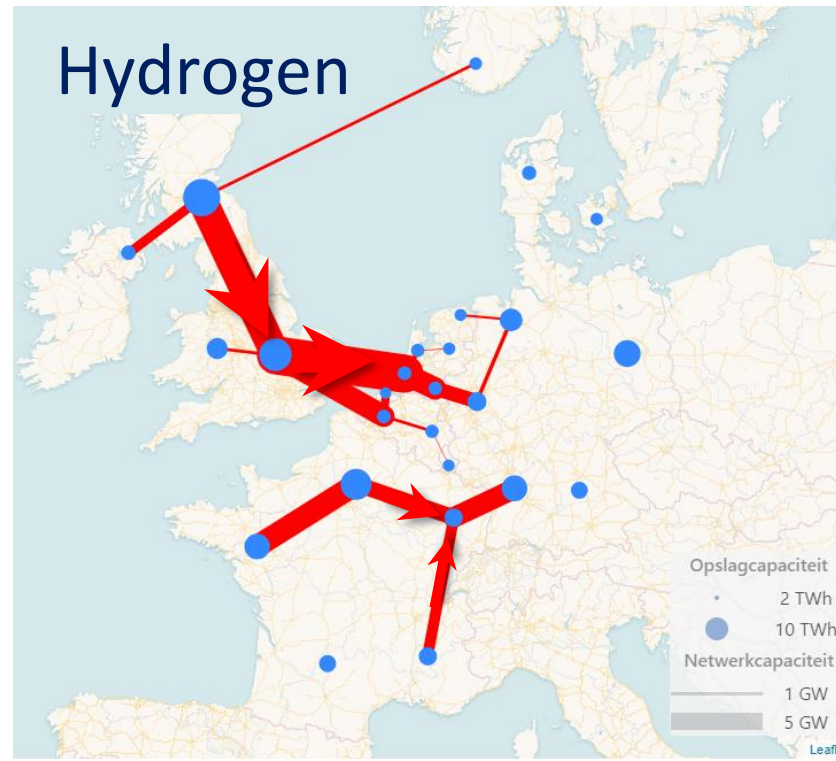 Hydrogen
Opslagcapaciteit
2 TWh
10 TWh
Netwerkcapaciteit
1 GW
5 GW
Leafl